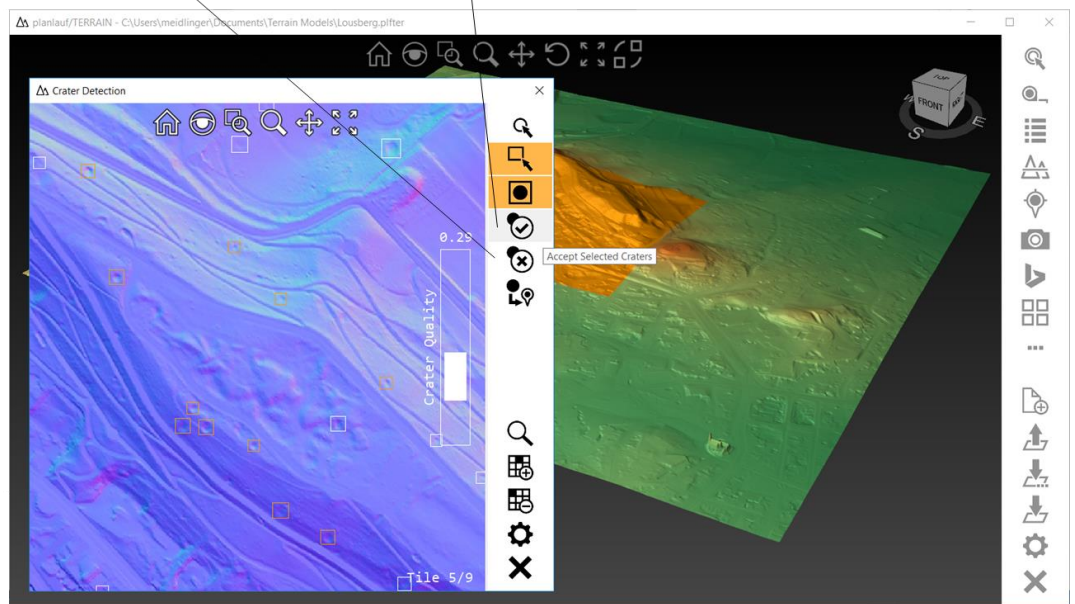 planlauf/TERRAIN - C:\Users\meidlinger\Documents\Terrain Models\Lousberg.plfter
Crater Detection
TOP
FRONT
W
S
E
0.29
Accept Selected Craters
Crater Quality
Tile 5/9